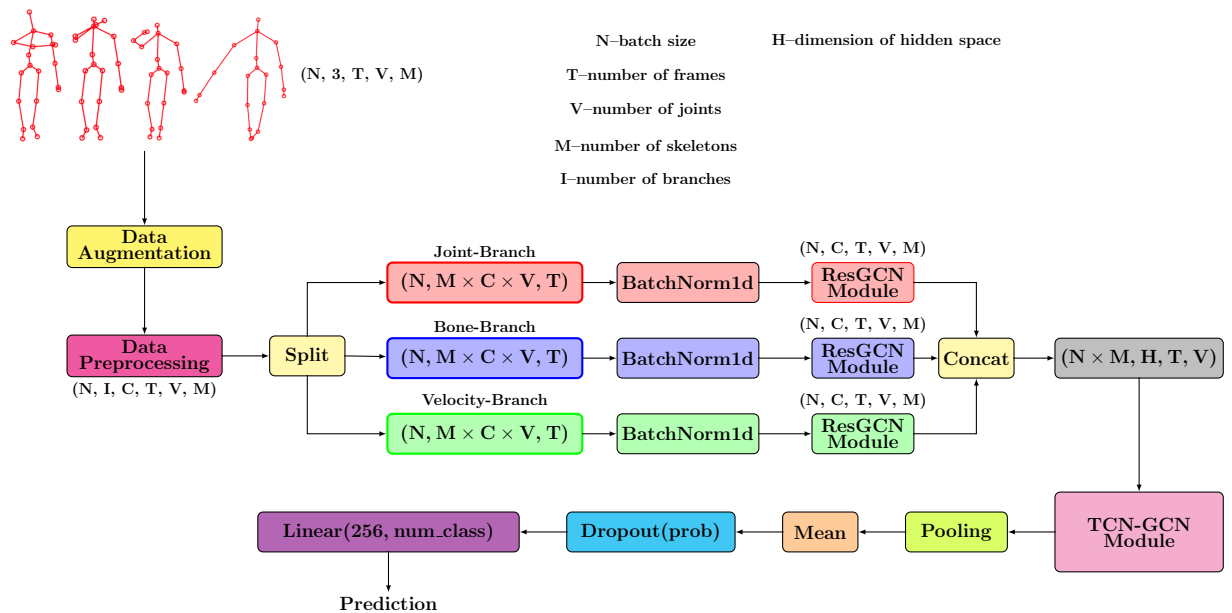 N–batch size
H–dimension of hidden space
(N, 3, T, V, M)
T–number of frames
V–number of joints
M–number of skeletons
I–number of branches
Data
Augmentation
Data
Preprocessing
(N, I, C, T, V, M)
Split
Joint-Branch
(N, M × C × V, T)
BatchNorm1d
(N, C, T, V, M)
ResGCN
Module
Bone-Branch
(N, M × C × V, T)
BatchNorm1d
(N, C, T, V, M)
ResGCN
Module
Velocity-Branch
(N, M × C × V, T)
BatchNorm1d
(N, C, T, V, M)
ResGCN
Module
Concat
(N × M, H, T, V)
TCN-GCN
Module
Pooling
Mean
Dropout(prob)
Linear(256, num_class)
Prediction